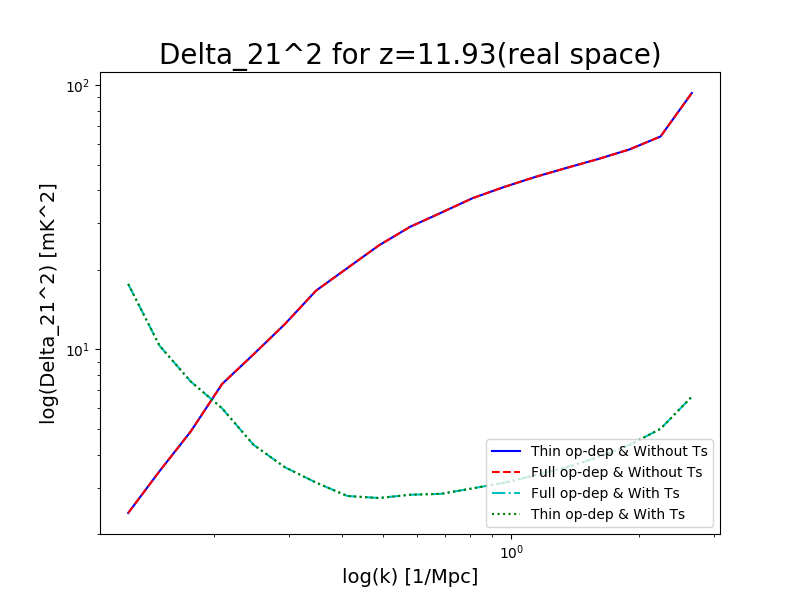 Delta_21^2 for z=11.93(real space)
log(Delta_21^2) [mK^2]
10^2
10^1
Thin op-dep & Without Ts
Full op-dep & Without Ts
Full op-dep & With Ts
Thin op-dep & With Ts
10^0
log(k) [1/Mpc]